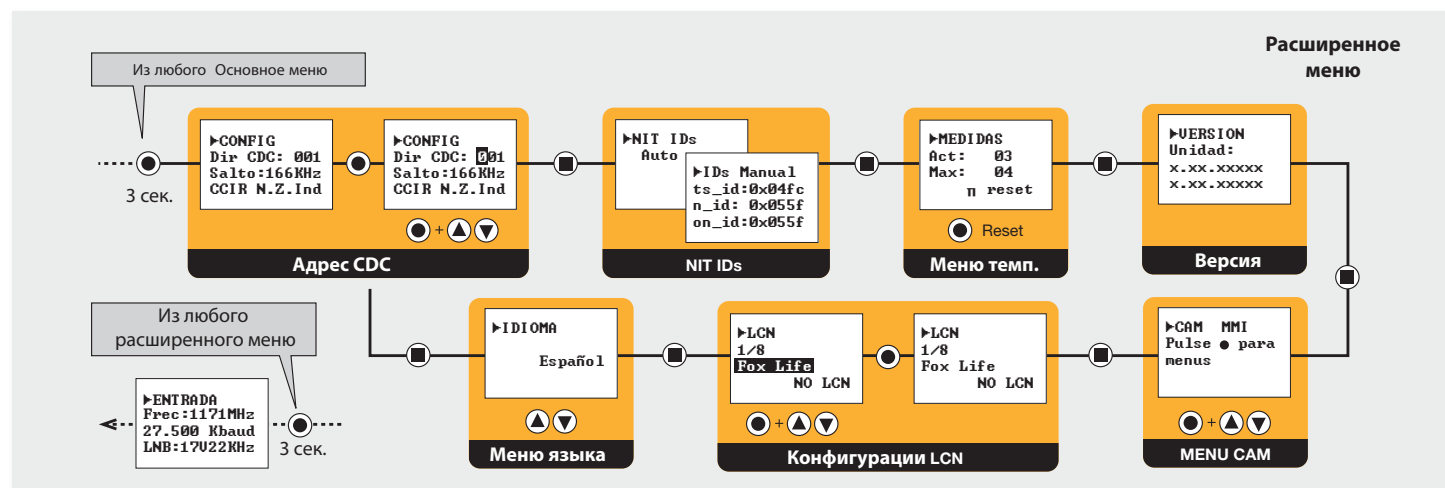 Расширенное
меню
Из любого Основное меню
3 сек.
▶CONFIG
Dir CDC: 001
Salto:166KHz
CCIR N.Z.Ind
▶CONFIG
Dir CDC: 001
Salto:166KHz
CCIR N.Z.Ind
+
Адрес CDC
▶NIT IDs
Auto
▶IDs Manual
ts_id:0x04fc
n_id: 0x055f
on_id:0x055f
NIT IDs
▶MEDIDAS
Act: 03
Max: 04
п reset
Reset
Меню темп.
▶VERSION
Unidad:
x.xx.xxxxx
x.xx.xxxxx
Версия
Из любого
расширенного меню
▶ENTRADA
Frec:1171MHz
27.500 Kbaud
LNB:17V22KHz
3 сек.
▶IDIOMA
Español
Меню языка
▶LCN
1/8
Fox Life
NO LCN
+
▶LCN
1/8
Fox Life
NO LCN
Конфигурации LCN
▶CAM MMI
Pulse ● para
menus
+
MENU CAM